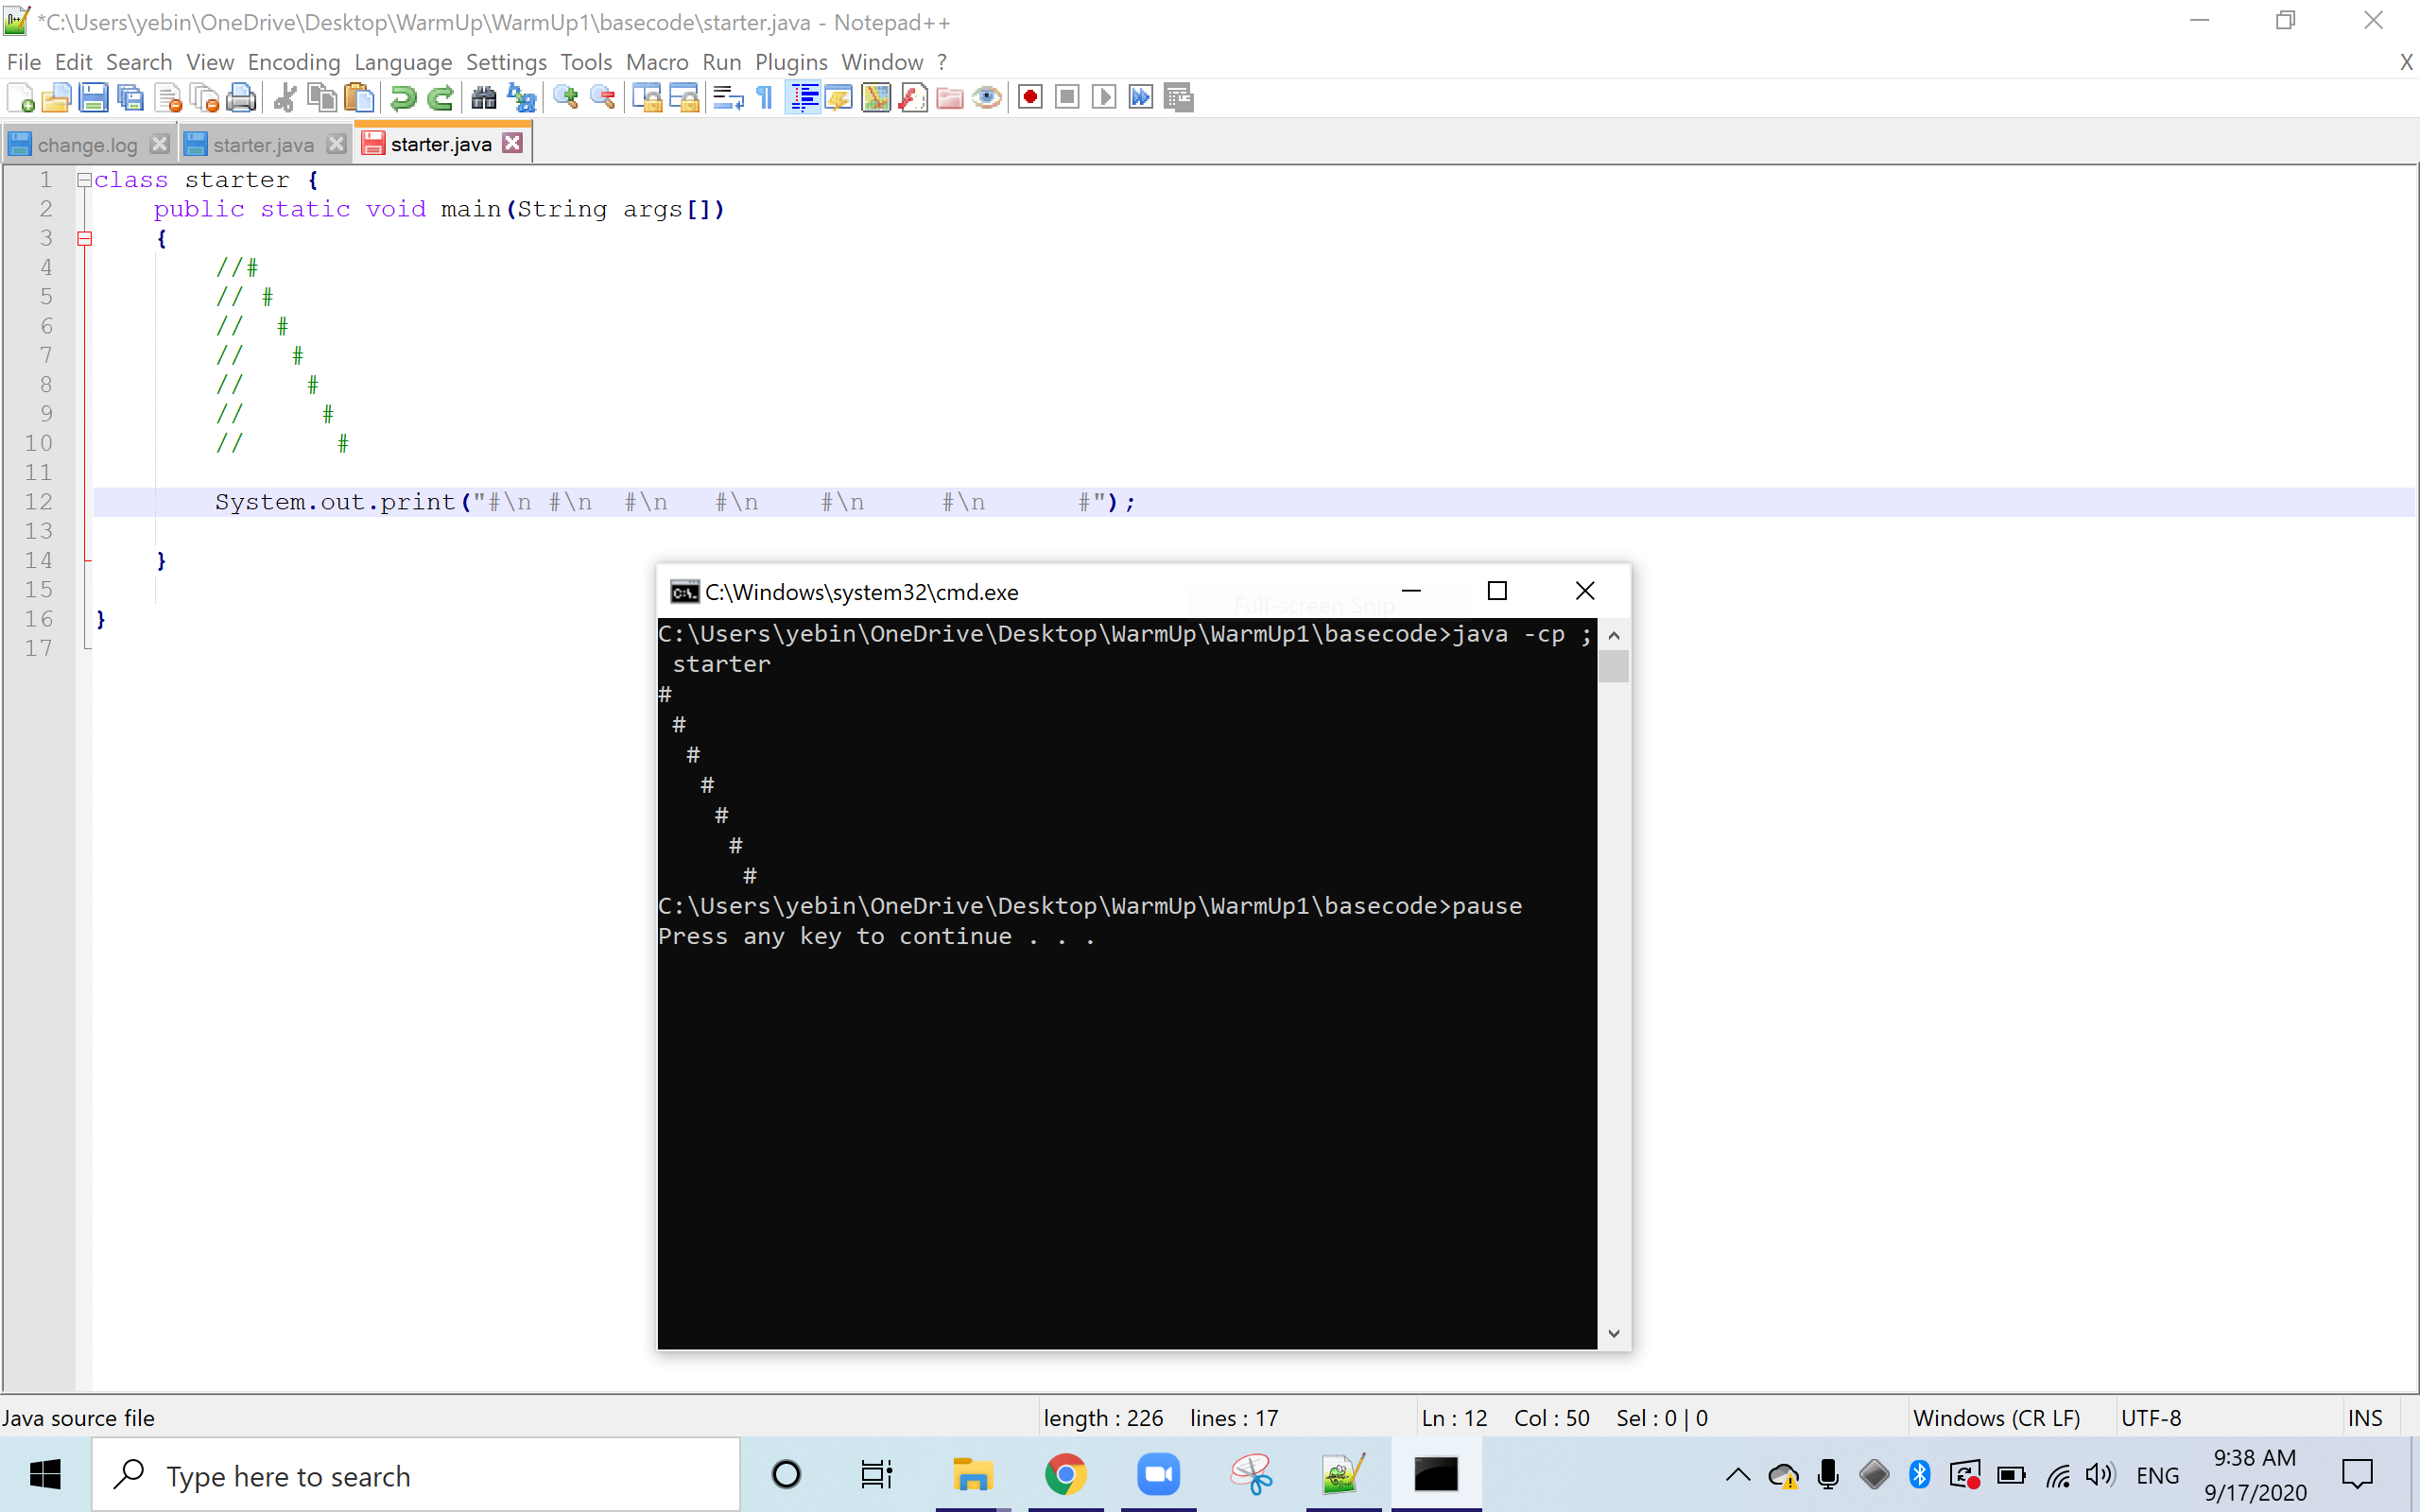 *C:\Users\yebin\OneDrive\Desktop\WarmUp\WarmUp1\basecode\starter.java - Notepad++
File Edit Search View Encoding Language Settings Tools Macro Run Plugins Window ? X
change.log starter.java starter.java
1 class starter {
2     public static void main(String args[])
3     {
4         //#
5         // #
6         //  #
7         //   #
8         //    #
9         //     #
10         //      #
11
12         System.out.print("#\n #\n  #\n   #\n    #\n     #\n      #");
13
14     }
15
16 }
17
C:\Windows\system32\cmd.exe
Full-screen Snip
C:\Users\yebin\OneDrive\Desktop\WarmUp\WarmUp1\basecode>java -cp ;
 starter
#
 #
  #
   #
    #
     #
      #
C:\Users\yebin\OneDrive\Desktop\WarmUp\WarmUp1\basecode>pause
Press any key to continue . . .
Java source file length : 226 lines : 17 Ln : 12 Col : 50 Sel : 0 | 0 Windows (CR LF) UTF-8 INS
Type here to search
ENG
9:38 AM
9/17/2020